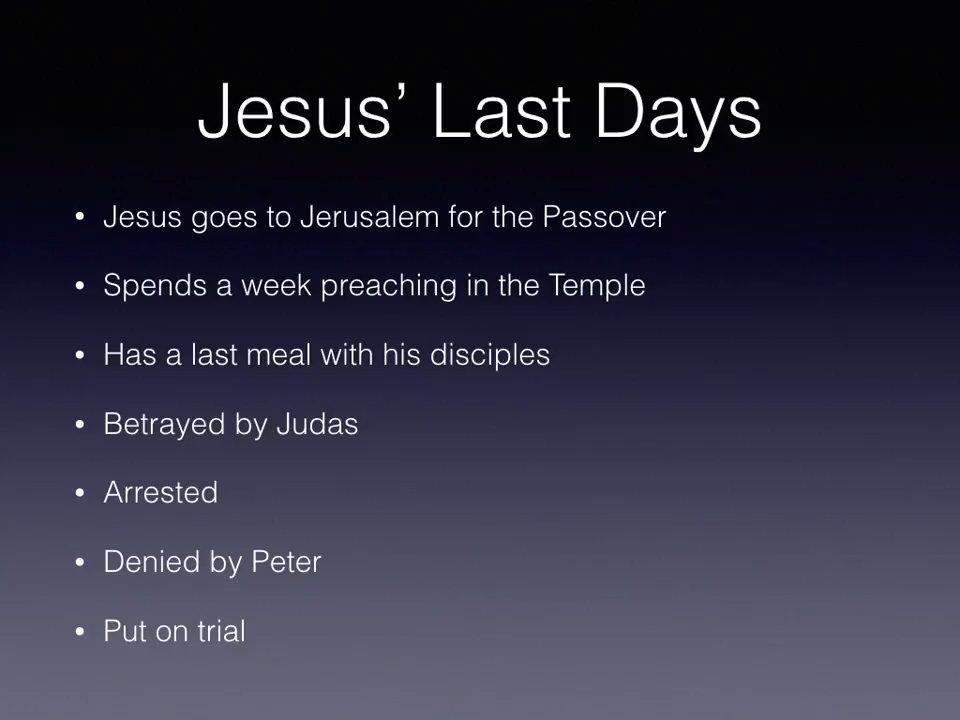 Jesus’ Last Days
• Jesus goes to Jerusalem for the Passover
• Spends a week preaching in the Temple
• Has a last meal with his disciples
• Betrayed by Judas
• Arrested
• Denied by Peter
• Put on trial